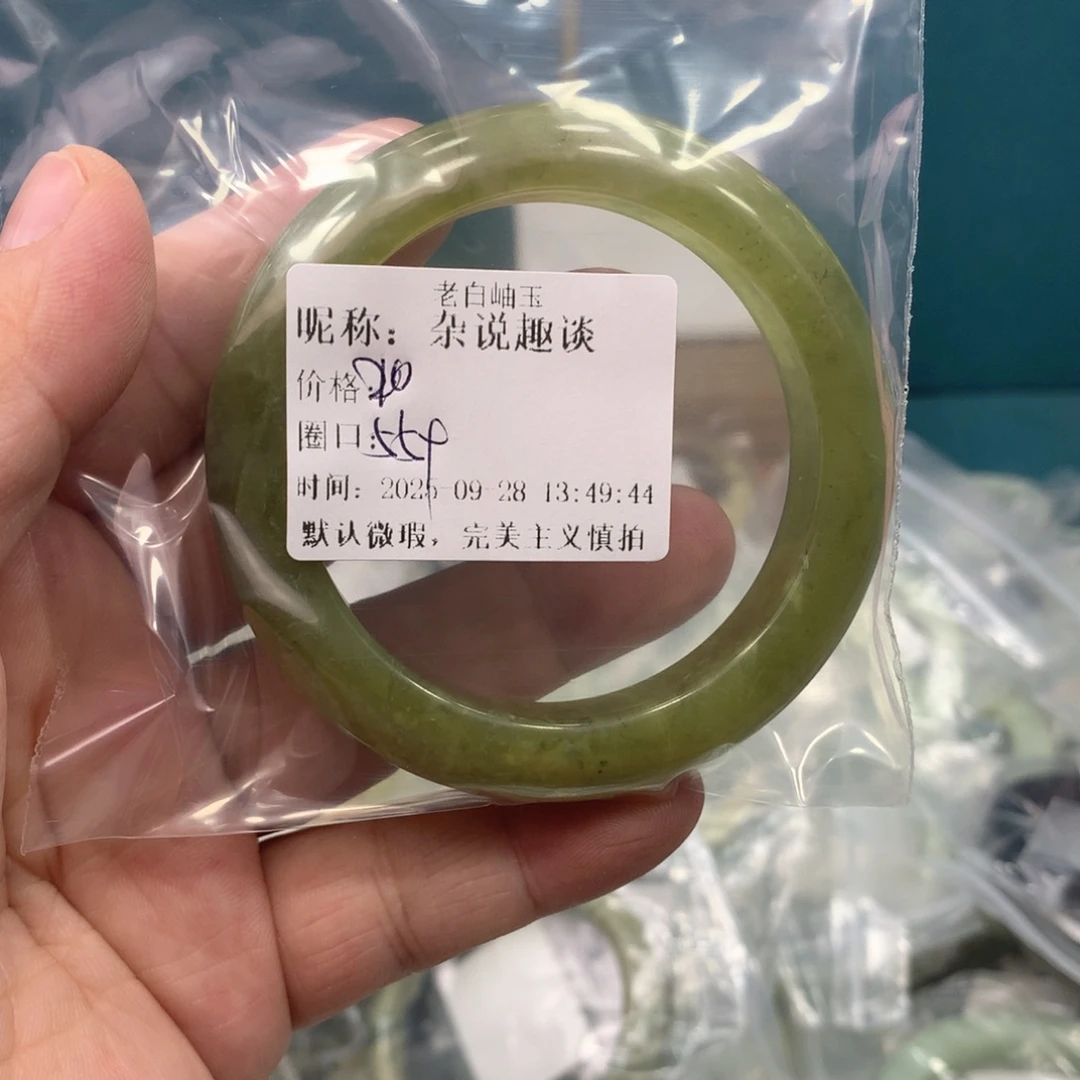 老白岫玉
昵称：杂说趣谈
价格:
圈口:
时间：2025-09-28 13:49:44
默认微瑕，完美主义慎拍